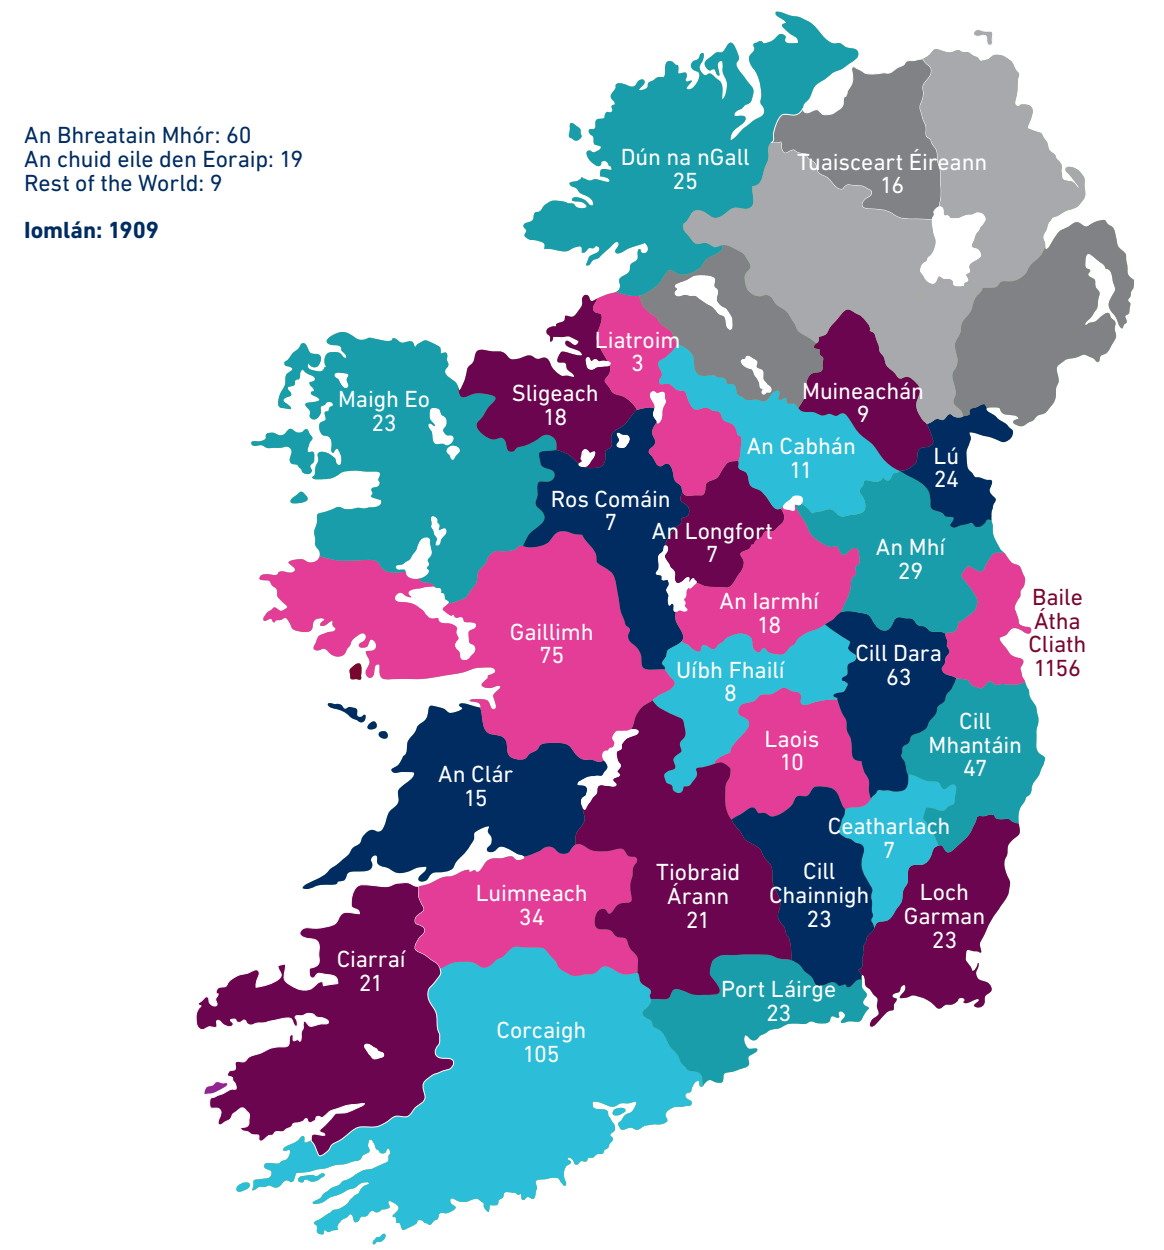 An Bhreatain Mhór: 60
An chuid eile den Eoraip: 19
Rest of the World: 9
Iomlán: 1909
Dún na nGall
25
Tuaisceart Éireann
16
Liatroim
3
Sligeach
18
Maigh Eo
23
Muineachán
9
An Cabhán
11
Lú
24
Ros Comáin
7
An Longfort
7
An Mhí
29
An Iarmhí
18
Baile
Átha
Cliath
1156
Gaillimh
75
Uíbh Fhailí
8
Cill Dara
63
Laois
10
Cill
Mhantáin
47
An Clár
15
Ceatharlach
7
Luimneach
34
Tiobraid
Árann
21
Cill
Chainnigh
23
Loch
Garman
23
Ciarraí
21
Port Láirge
23
Corcaigh
105